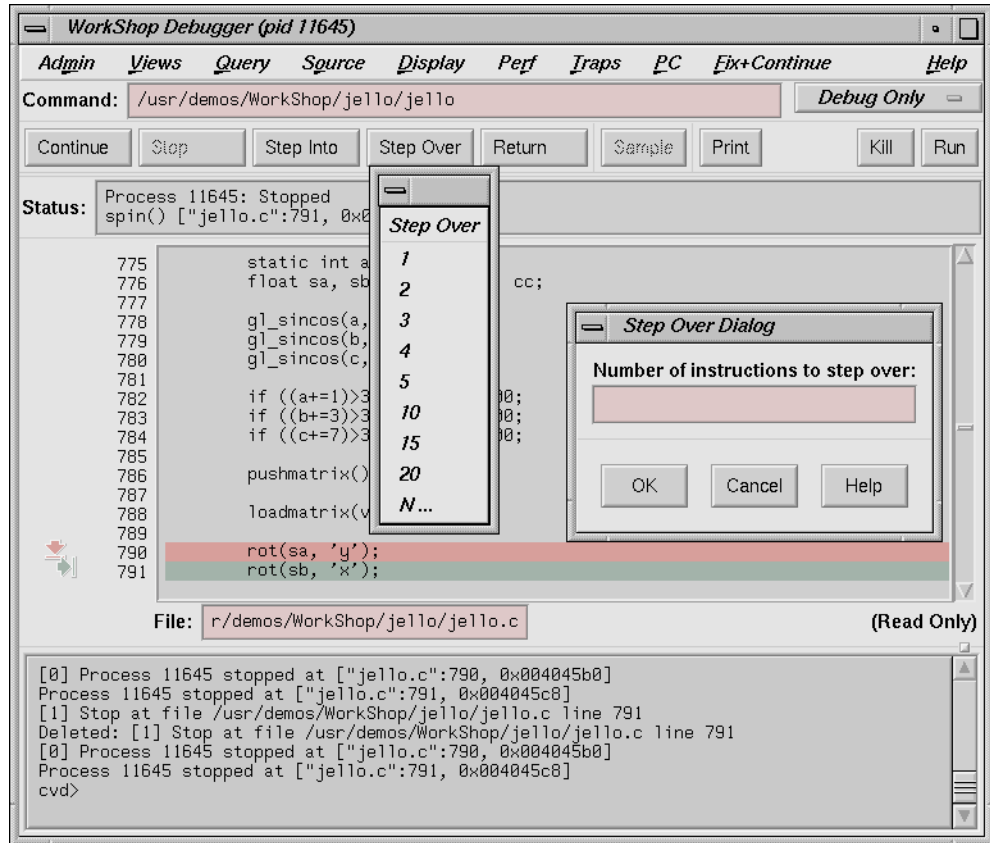 WorkShop Debugger (pid 11645)
Admin Views Query Source Display Perf Traps PC Fix+Continue Help
Command: /usr/demos/WorkShop/jello/jello Debug Only
Continue Stop Step Into Step Over Return Sample Print Kill Run
Status: Process 11645: Stopped
spin() ["jello.c":791, 0x0
Step Over
1
2
3
4
5
10
15
20
N...
775 static int a
776 float sa, sb cc;
777
778 gl_sincos(a,
779 gl_sincos(b,
780 gl_sincos(c,
781
782 if ((a+=1)>3 00;
783 if ((b+=3)>3 00;
784 if ((c+=7)>3 00;
785
786 pushmatrix()
787
788 loadmatrix(v
789
790 rot(sa, 'y');
791 rot(sb, 'x');
Step Over Dialog
Number of instructions to step over:
OK Cancel Help
File: r/demos/WorkShop/jello/jello.c (Read Only)
[0] Process 11645 stopped at ["jello.c":790, 0x004045b0]
Process 11645 stopped at ["jello.c":791, 0x004045c8]
[1] Stop at file /usr/demos/WorkShop/jello/jello.c line 791
Deleted: [1] Stop at file /usr/demos/WorkShop/jello/jello.c line 791
[0] Process 11645 stopped at ["jello.c":790, 0x004045b0]
Process 11645 stopped at ["jello.c":791, 0x004045c8]
cvd>